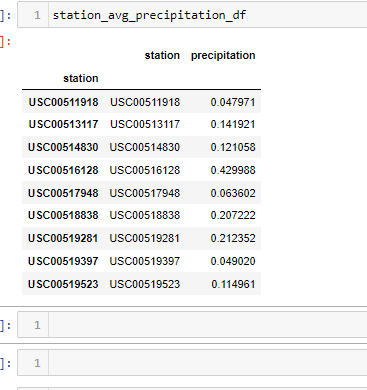 ]: 1 station_avg_precipitation_df
]:
station precipitation
station
USC00511918 USC00511918 0.047971
USC00513117 USC00513117 0.141921
USC00514830 USC00514830 0.121058
USC00516128 USC00516128 0.429988
USC00517948 USC00517948 0.063602
USC00518838 USC00518838 0.207222
USC00519281 USC00519281 0.212352
USC00519397 USC00519397 0.049020
USC00519523 USC00519523 0.114961
]: 1
]: 1